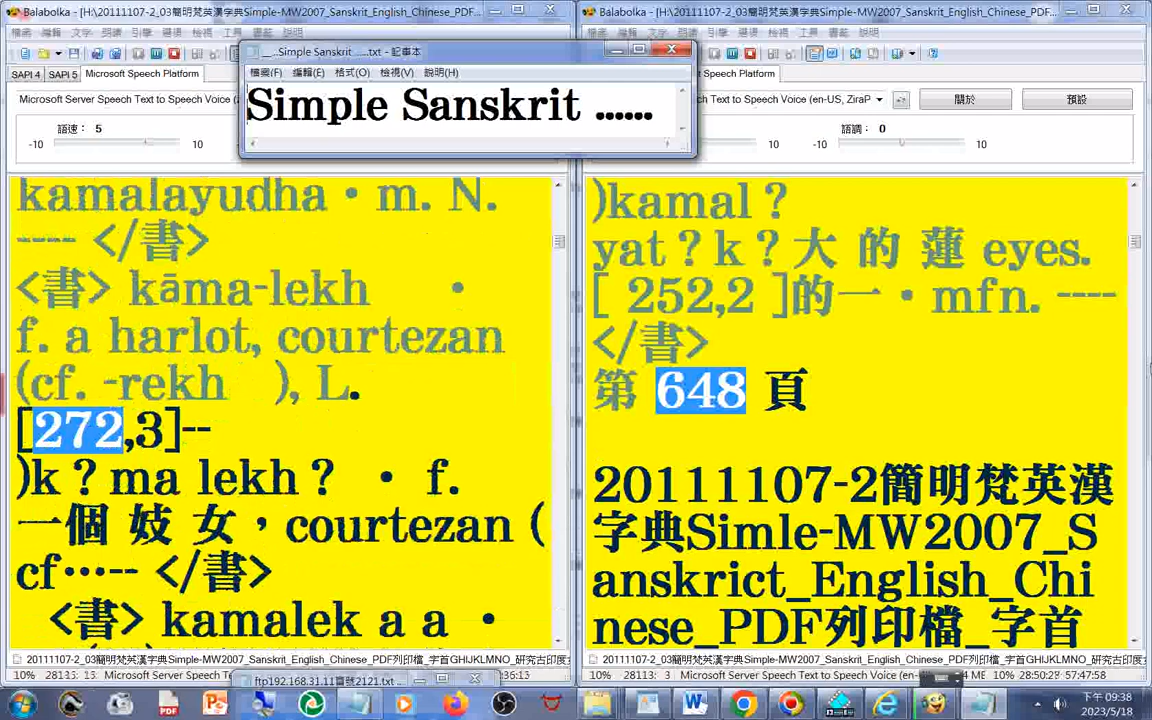 Balabolka - [H:\20111107-2_03簡明梵英漢字典Simple-MW2007_Sanskrit_English_Chinese_PDF...
SAPI 4 SAPI 5 Microsoft Speech Platform
Microsoft Server Speech Text to Speech Voice (
語速： 5
-10 10
kamalayudha • m. N.
---- </書>
<書> kāma-lekh •
f. a harlot, courtezan
(cf. -rekh ), L.
[272,3]--
)k？ma lekh？ • f.
一個 妓 女，courtezan (
cf…-- </書>
<書> kamalek a a •
20111107-2_03簡明梵英漢字典Simple-MW2007_Sanskrit_English_Chinese_PDF列印檔_字首GHIJKLMNO_研究古印度
10% 28113: 1 Microsoft Speech Text to Speech Voice (
__...Simple Sanskrit ......txt - 記事本
檔案(F) 編輯(E) 格式(O) 檢視(V) 說明(H)
Simple Sanskrit ......
Balabolka - [H:\20111107-2_03簡明梵英漢字典Simple-MW2007_Sanskrit_English_Chinese_PDF...
Speech Platform
h Text to Speech Voice (en-US, ZiraP
關於 預設
10
語調： 0
-10 10
)kamal？
yat？k？大 的 蓮 eyes.
[ 252,2 ]的一 • mfn. ----
</書>
第 648 頁
20111107-2簡明梵英漢
字典Simle-MW2007_S
anskrict_English_Chi
nese_PDF列印檔_字首
20111107-2_03簡明梵英漢字典Simple-MW2007_Sanskrit_English_Chinese_PDF列印檔_字首GHIJKLMNO_研究古印度
10% 28113: Microsoft Server Speech Text to Speech Voice (en- 28:50:28 57:47:58
ftp192.168.31.11
2121.txt ...
下午 09:38
2023/5/18